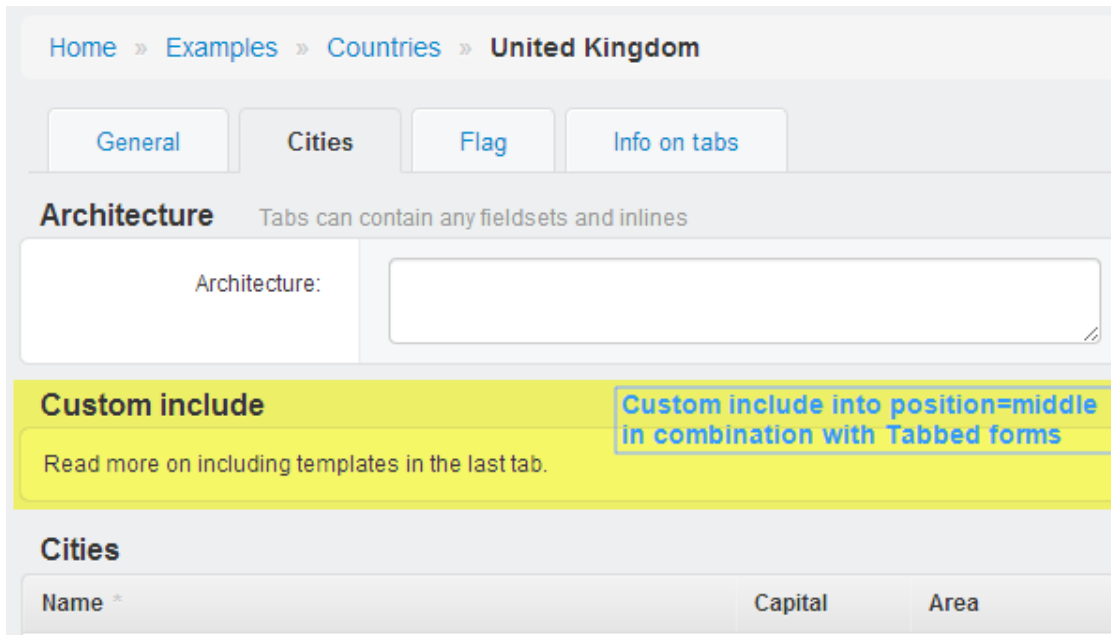 Home » Examples » Countries » United Kingdom
General Cities Flag Info on tabs
Architecture Tabs can contain any fieldsets and inlines
Architecture:
Custom include
Custom include into position=middle
in combination with Tabbed forms
Read more on including templates in the last tab.
Cities
Name * Capital Area